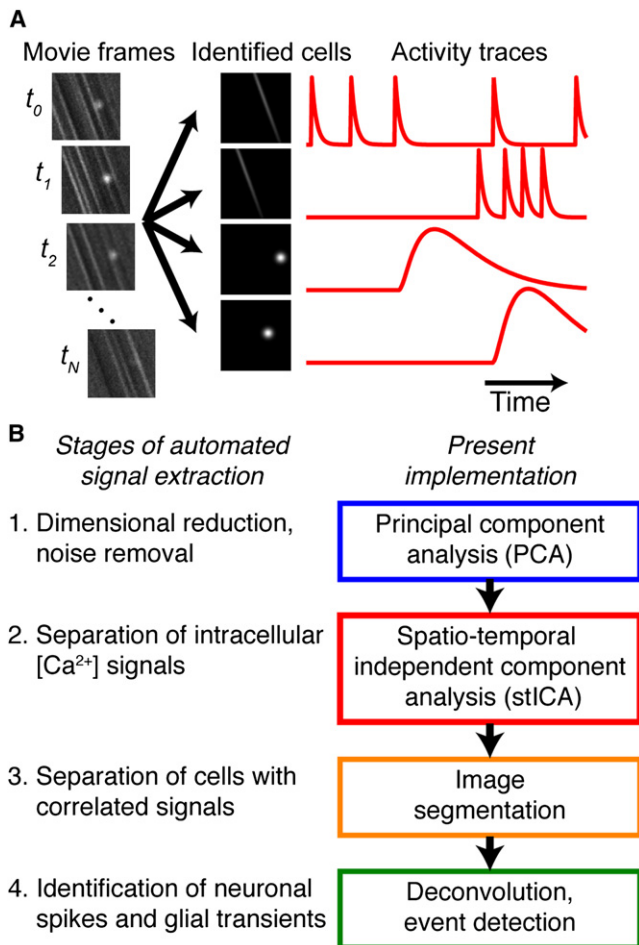 A
Movie frames Identified cells Activity traces
t0
t1
t2
tN
Time
B
Stages of automated
signal extraction
Present
implementation
1. Dimensional reduction,
noise removal
Principal component
analysis (PCA)
2. Separation of intracellular
[Ca²⁺] signals
Spatio-temporal
independent component
analysis (stICA)
3. Separation of cells with
correlated signals
Image
segmentation
4. Identification of neuronal
spikes and glial transients
Deconvolution,
event detection